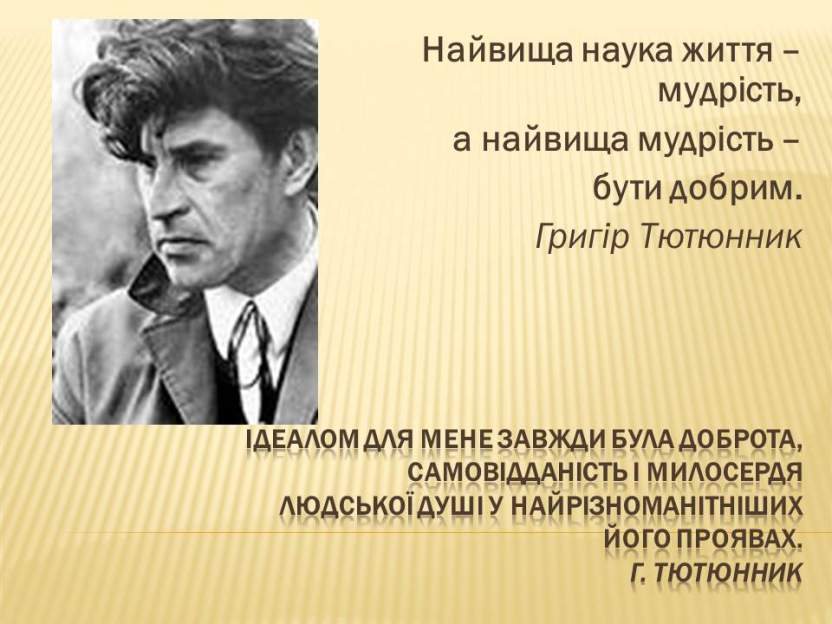 Найвища наука життя –
мудрість,
а найвища мудрість –
бути добрим.
Григір Тютюнник
ІДЕАЛОМ ДЛЯ МЕНЕ ЗАВЖДИ БУЛА ДОБРОТА,
САМОВІДДАНІСТЬ І МИЛОСЕРДЯ
ЛЮДСЬКОЇ ДУШІ У НАЙРІЗНОМАНІТНІШИХ
ЙОГО ПРОЯВАХ.
Г. ТЮТЮННИК